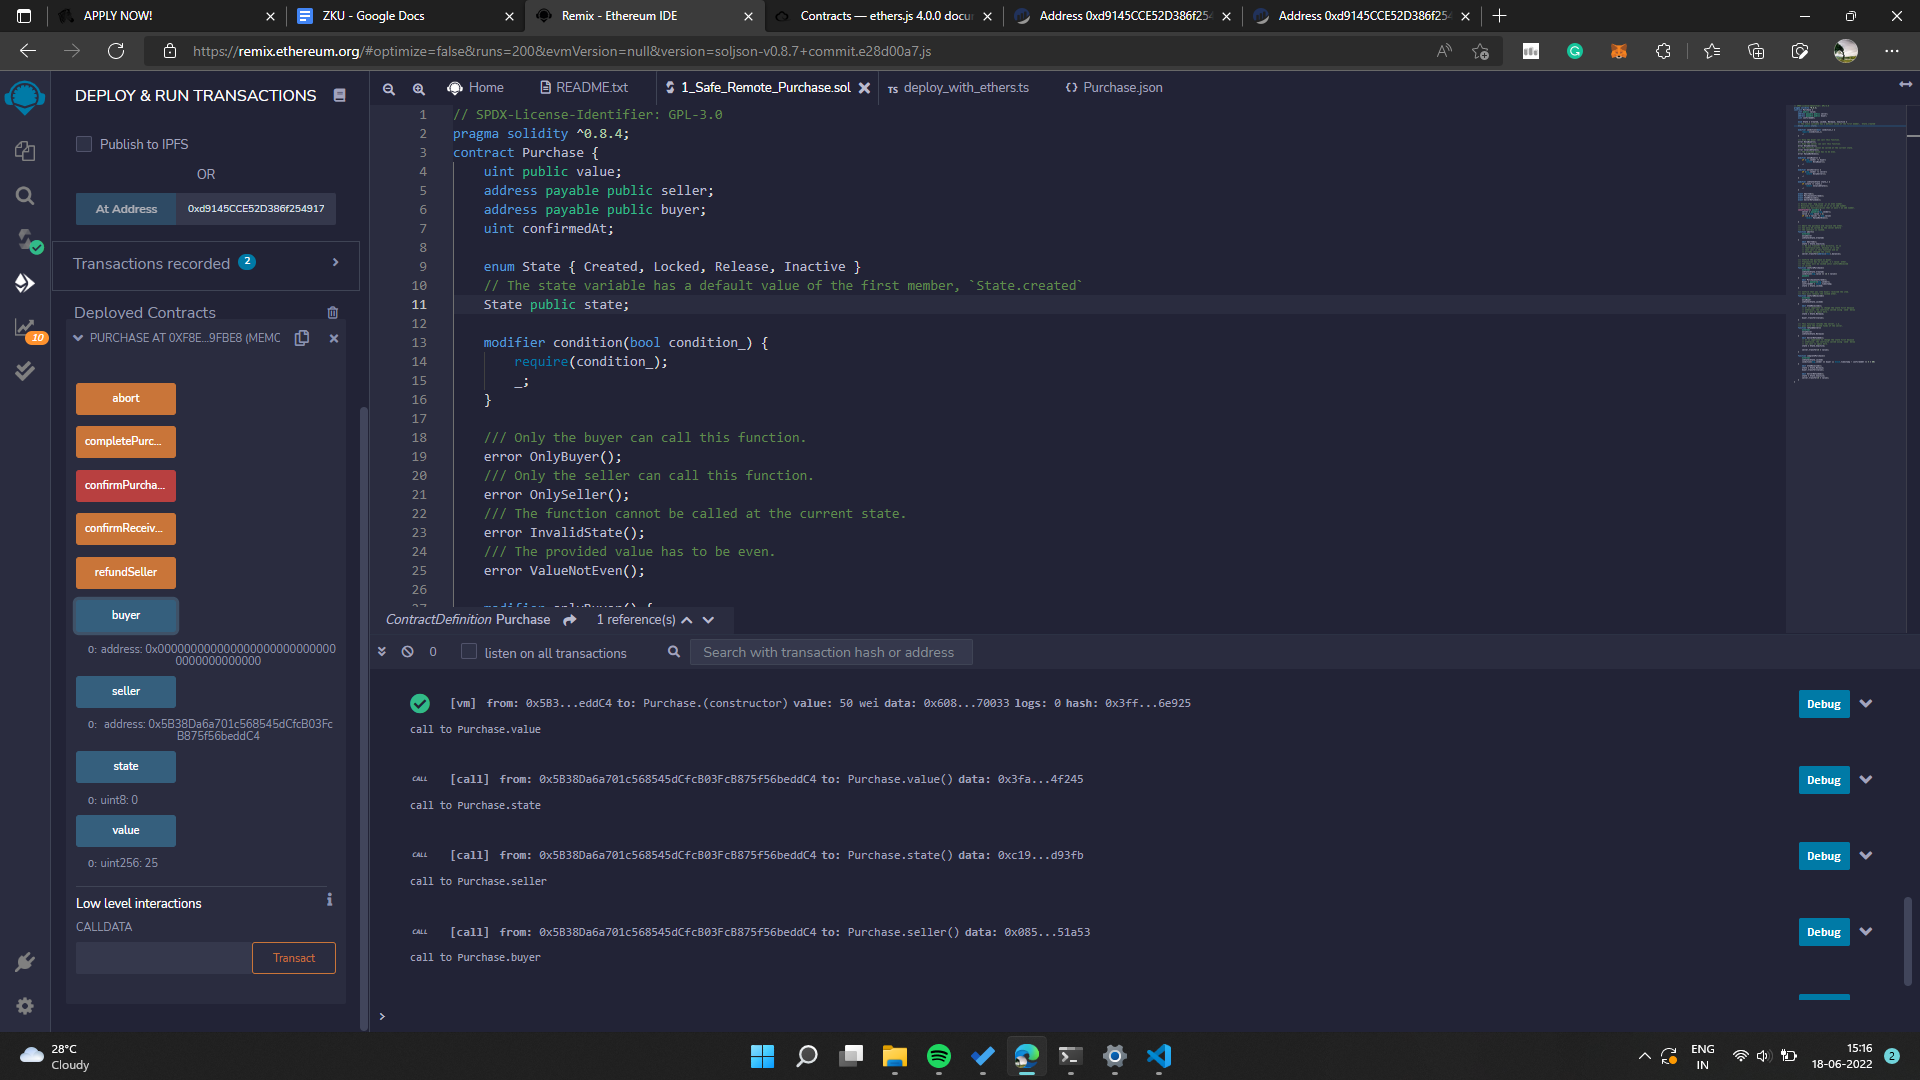 APPLY NOW!
ZKU - Google Docs
Remix - Ethereum IDE
Contracts — ethers.js 4.0.0 docu
Address 0xd9145CCE52D386f25
Address 0xd9145CCE52D386f25
https://remix.ethereum.org/#optimize=false&runs=200&evmVersion=null&version=soljson-v0.8.7+commit.e28d00a7.js
DEPLOY & RUN TRANSACTIONS
Publish to IPFS
OR
At Address
0xd9145CCE52D386f254917
Transactions recorded 2
Deployed Contracts
PURCHASE AT 0XF8E...9FBE8 (MEMC
10
abort
completePurc...
confirmPurcha...
confirmReceiv...
refundSeller
buyer
0: address: 0x0000000000000000000000000000000000000000
seller
0: address: 0x5B38Da6a701c568545dCfcB03Fc
B875f56beddC4
state
0: uint8: 0
value
0: uint256: 25
Low level interactions
i
CALLDATA
Transact
Home
README.txt
1_Safe_Remote_Purchase.sol
TS deploy_with_ethers.ts
Purchase.json
1 // SPDX-License-Identifier: GPL-3.0
2 pragma solidity ^0.8.4;
3 contract Purchase {
4 uint public value;
5 address payable public seller;
6 address payable public buyer;
7 uint confirmedAt;
8
9 enum State { Created, Locked, Release, Inactive }
10 // The state variable has a default value of the first member, `State.created`
11 State public state;
12
13 modifier condition(bool condition_) {
14 require(condition_);
15 _;
16 }
17
18 /// Only the buyer can call this function.
19 error OnlyBuyer();
20 /// Only the seller can call this function.
21 error OnlySeller();
22 /// The function cannot be called at the current state.
23 error InvalidState();
24 /// The provided value has to be even.
25 error ValueNotEven();
26
ContractDefinition Purchase
1 reference(s)
0
listen on all transactions
Search with transaction hash or address
[vm] from: 0x5B3...eddC4 to: Purchase.(constructor) value: 50 wei data: 0x608...70033 logs: 0 hash: 0x3ff...6e925
Debug
call to Purchase.value
CALL [call] from: 0x5B38Da6a701c568545dCfcB03FcB875f56beddC4 to: Purchase.value() data: 0x3fa...4f245
Debug
call to Purchase.state
CALL [call] from: 0x5B38Da6a701c568545dCfcB03FcB875f56beddC4 to: Purchase.state() data: 0xc19...d93fb
Debug
call to Purchase.seller
CALL [call] from: 0x5B38Da6a701c568545dCfcB03FcB875f56beddC4 to: Purchase.seller() data: 0x085...51a53
Debug
call to Purchase.buyer
>
28°C
Cloudy
ENG
IN
15:16
18-06-2022
2